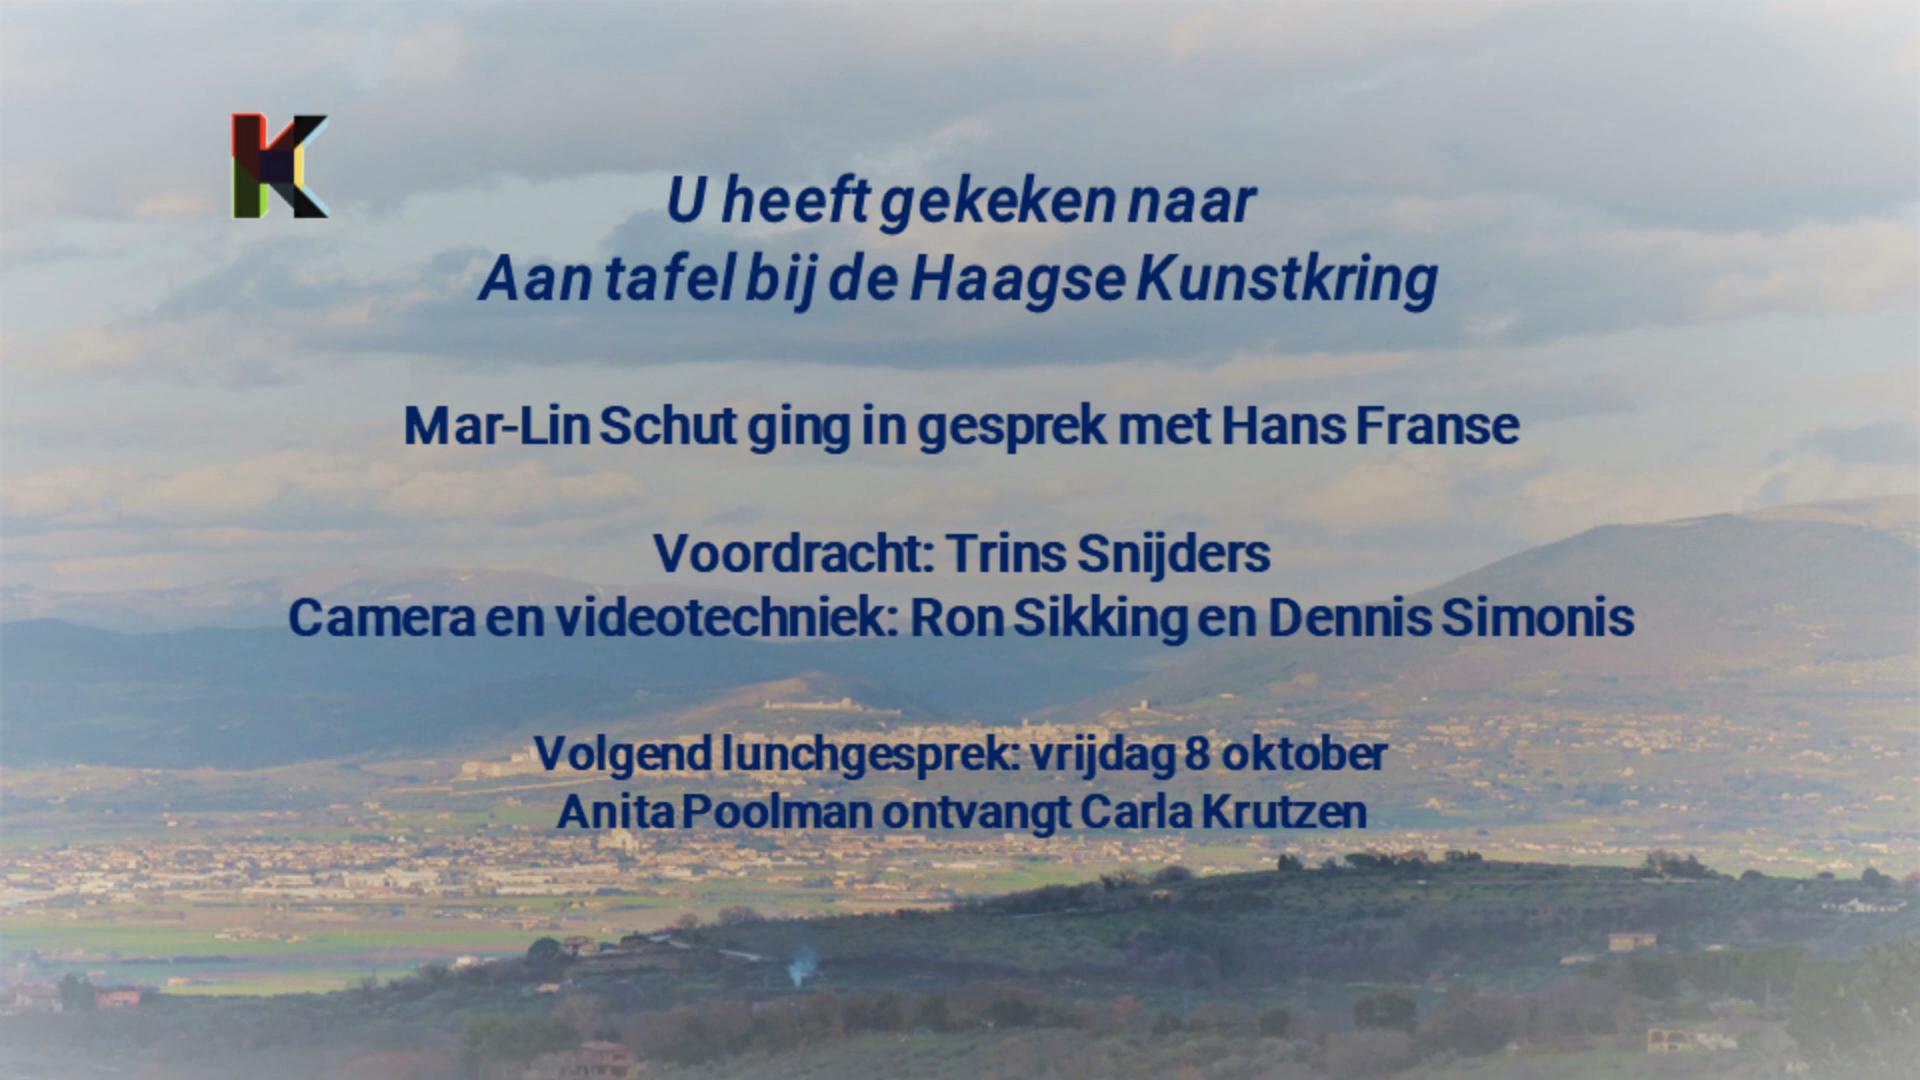 K
U heeft gekeken naar
Aan tafel bij de Haagse Kunstkring
Mar-Lin Schut ging in gesprek met Hans Franse
Voordracht: Trins Snijders
Camera en videotechniek: Ron Sikking en Dennis Simonis
Volgend lunchgesprek: vrijdag 8 oktober
Anita Poolman ontvangt Carla Krutzen